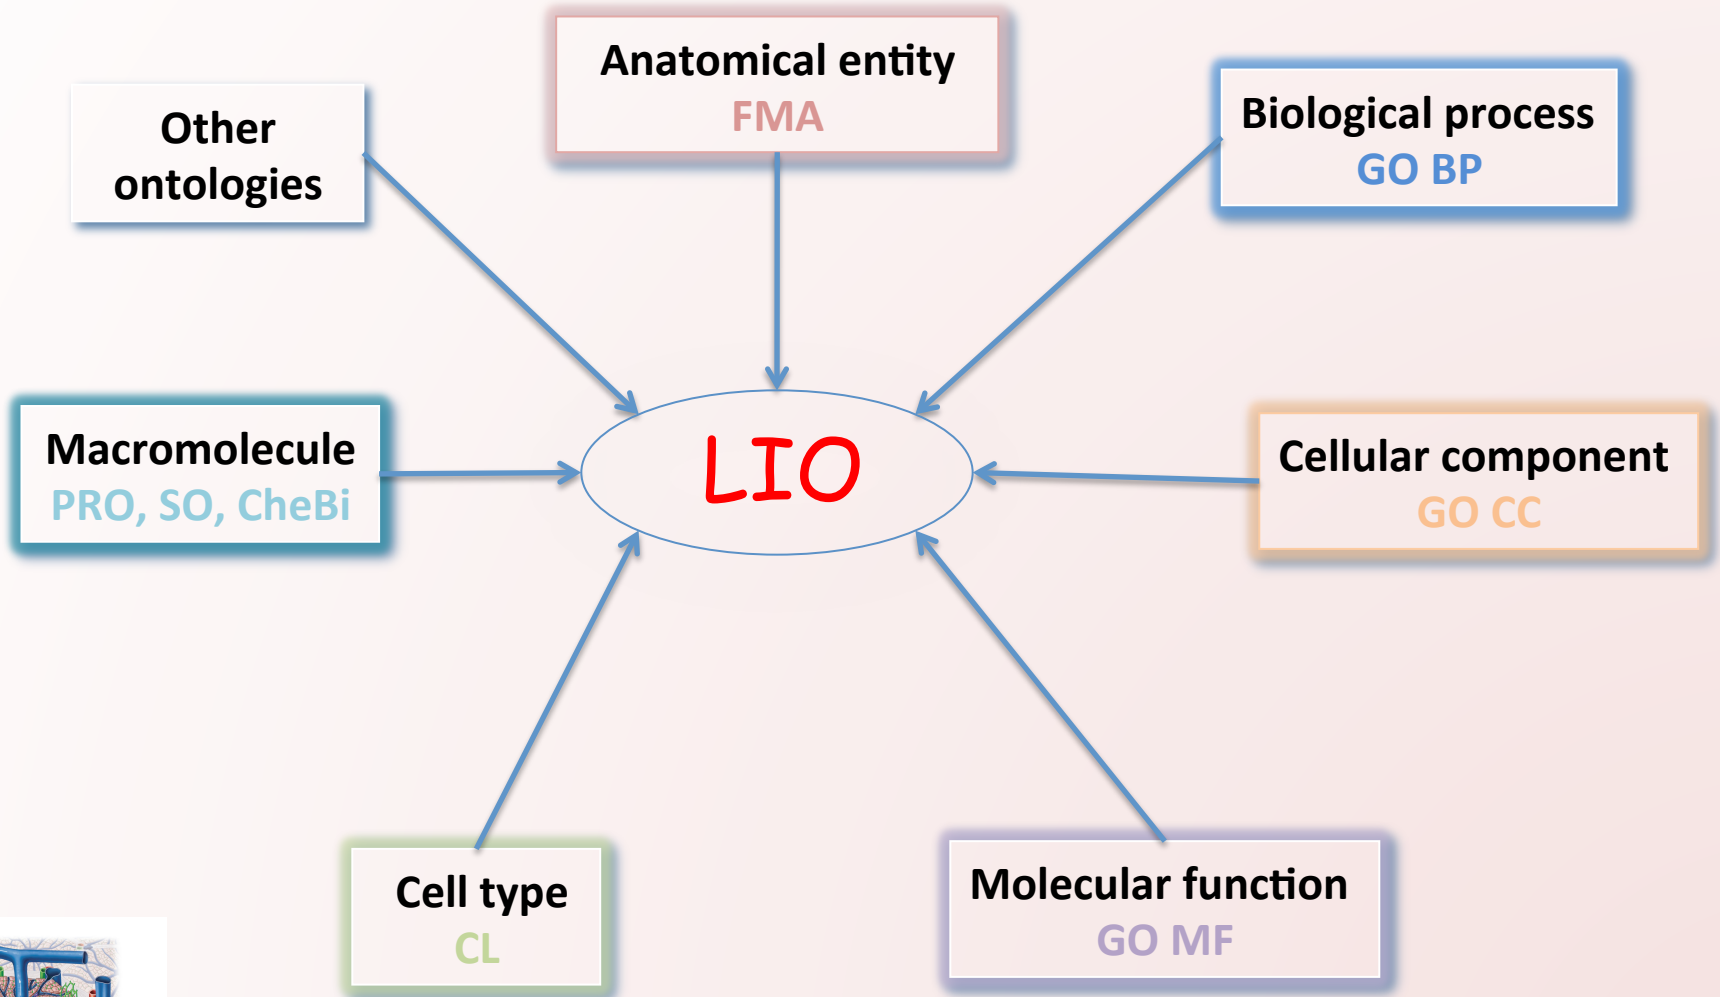 Anatomical entity
FMA
Other
ontologies
Biological process
GO BP
Macromolecule
PRO, SO, CheBi
LIO
Cellular component
GO CC
Cell type
CL
Molecular function
GO MF